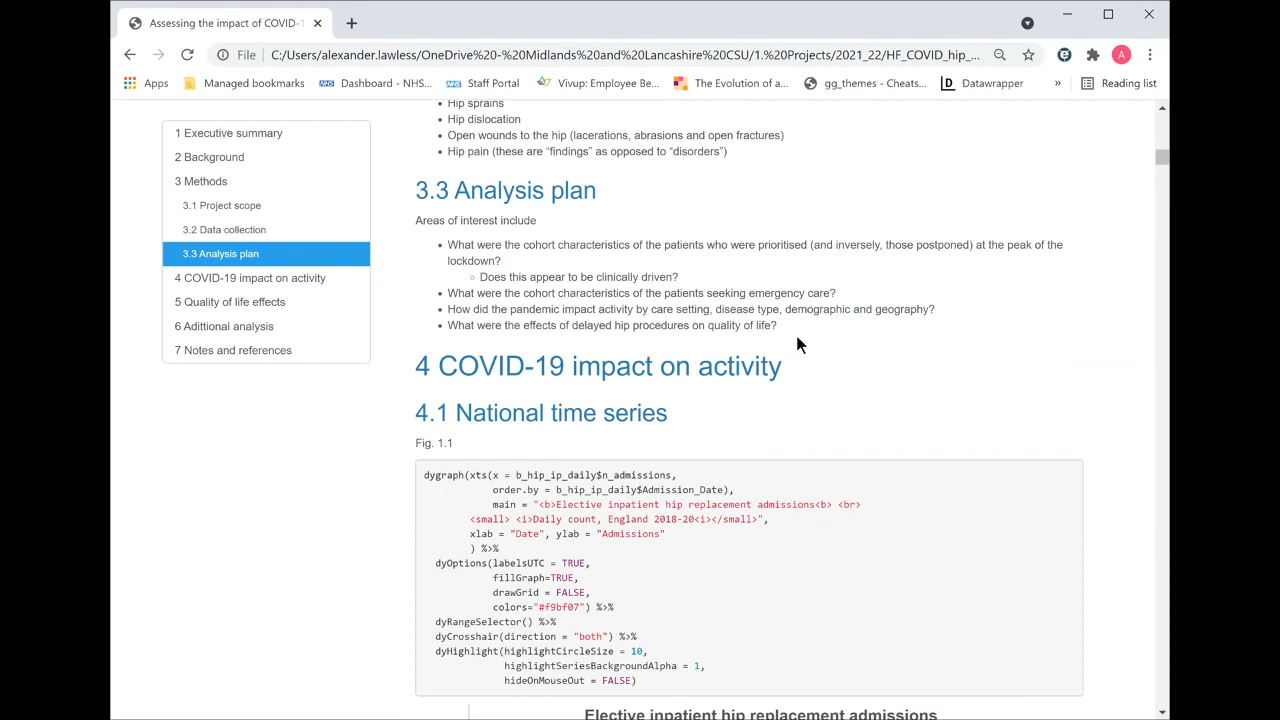 Assessing the impact of COVID-1
File
C:/Users/alexander.lawless/OneDrive%20-%20Midlands%20and%20Lancashire%20CSU/1.%20Projects/2021_22/HF_COVID_hip_...
A
Apps
Managed bookmarks
NHS
Dashboard - NHS...
NHS
Staff Portal
Vivup: Employee Be...
The Evolution of a...
gg_themes - Cheats...
D
Datawrapper
»
Reading list
1 Executive summary
2 Background
3 Methods
3.1 Project scope
3.2 Data collection
3.3 Analysis plan
4 COVID-19 impact on activity
5 Quality of life effects
6 Adittional analysis
7 Notes and references
• Hip sprains
• Hip dislocation
• Open wounds to the hip (lacerations, abrasions and open fractures)
• Hip pain (these are “findings” as opposed to “disorders”)
3.3 Analysis plan
Areas of interest include
• What were the cohort characteristics of the patients who were prioritised (and inversely, those postponed) at the peak of the
lockdown?
◦ Does this appear to be clinically driven?
• What were the cohort characteristics of the patients seeking emergency care?
• How did the pandemic impact activity by care setting, disease type, demographic and geography?
• What were the effects of delayed hip procedures on quality of life?
4 COVID-19 impact on activity
4.1 National time series
Fig. 1.1
dygraph(xts(x = b_hip_ip_daily$n_admissions,
order.by = b_hip_ip_daily$Admission_Date),
main = "<b>Elective inpatient hip replacement admissions<b> <br>
<small> <i>Daily count, England 2018-20<i></small>",
xlab = "Date", ylab = "Admissions"
) %>%
dyOptions(labelsUTC = TRUE,
fillGraph=TRUE,
drawGrid = FALSE,
colors="#f9bf07") %>%
dyRangeSelector() %>%
dyCrosshair(direction = "both") %>%
dyHighlight(highlightCircleSize = 10,
highlightSeriesBackgroundAlpha = 1,
hideOnMouseOut = FALSE)
Elective inpatient hip replacement admissions